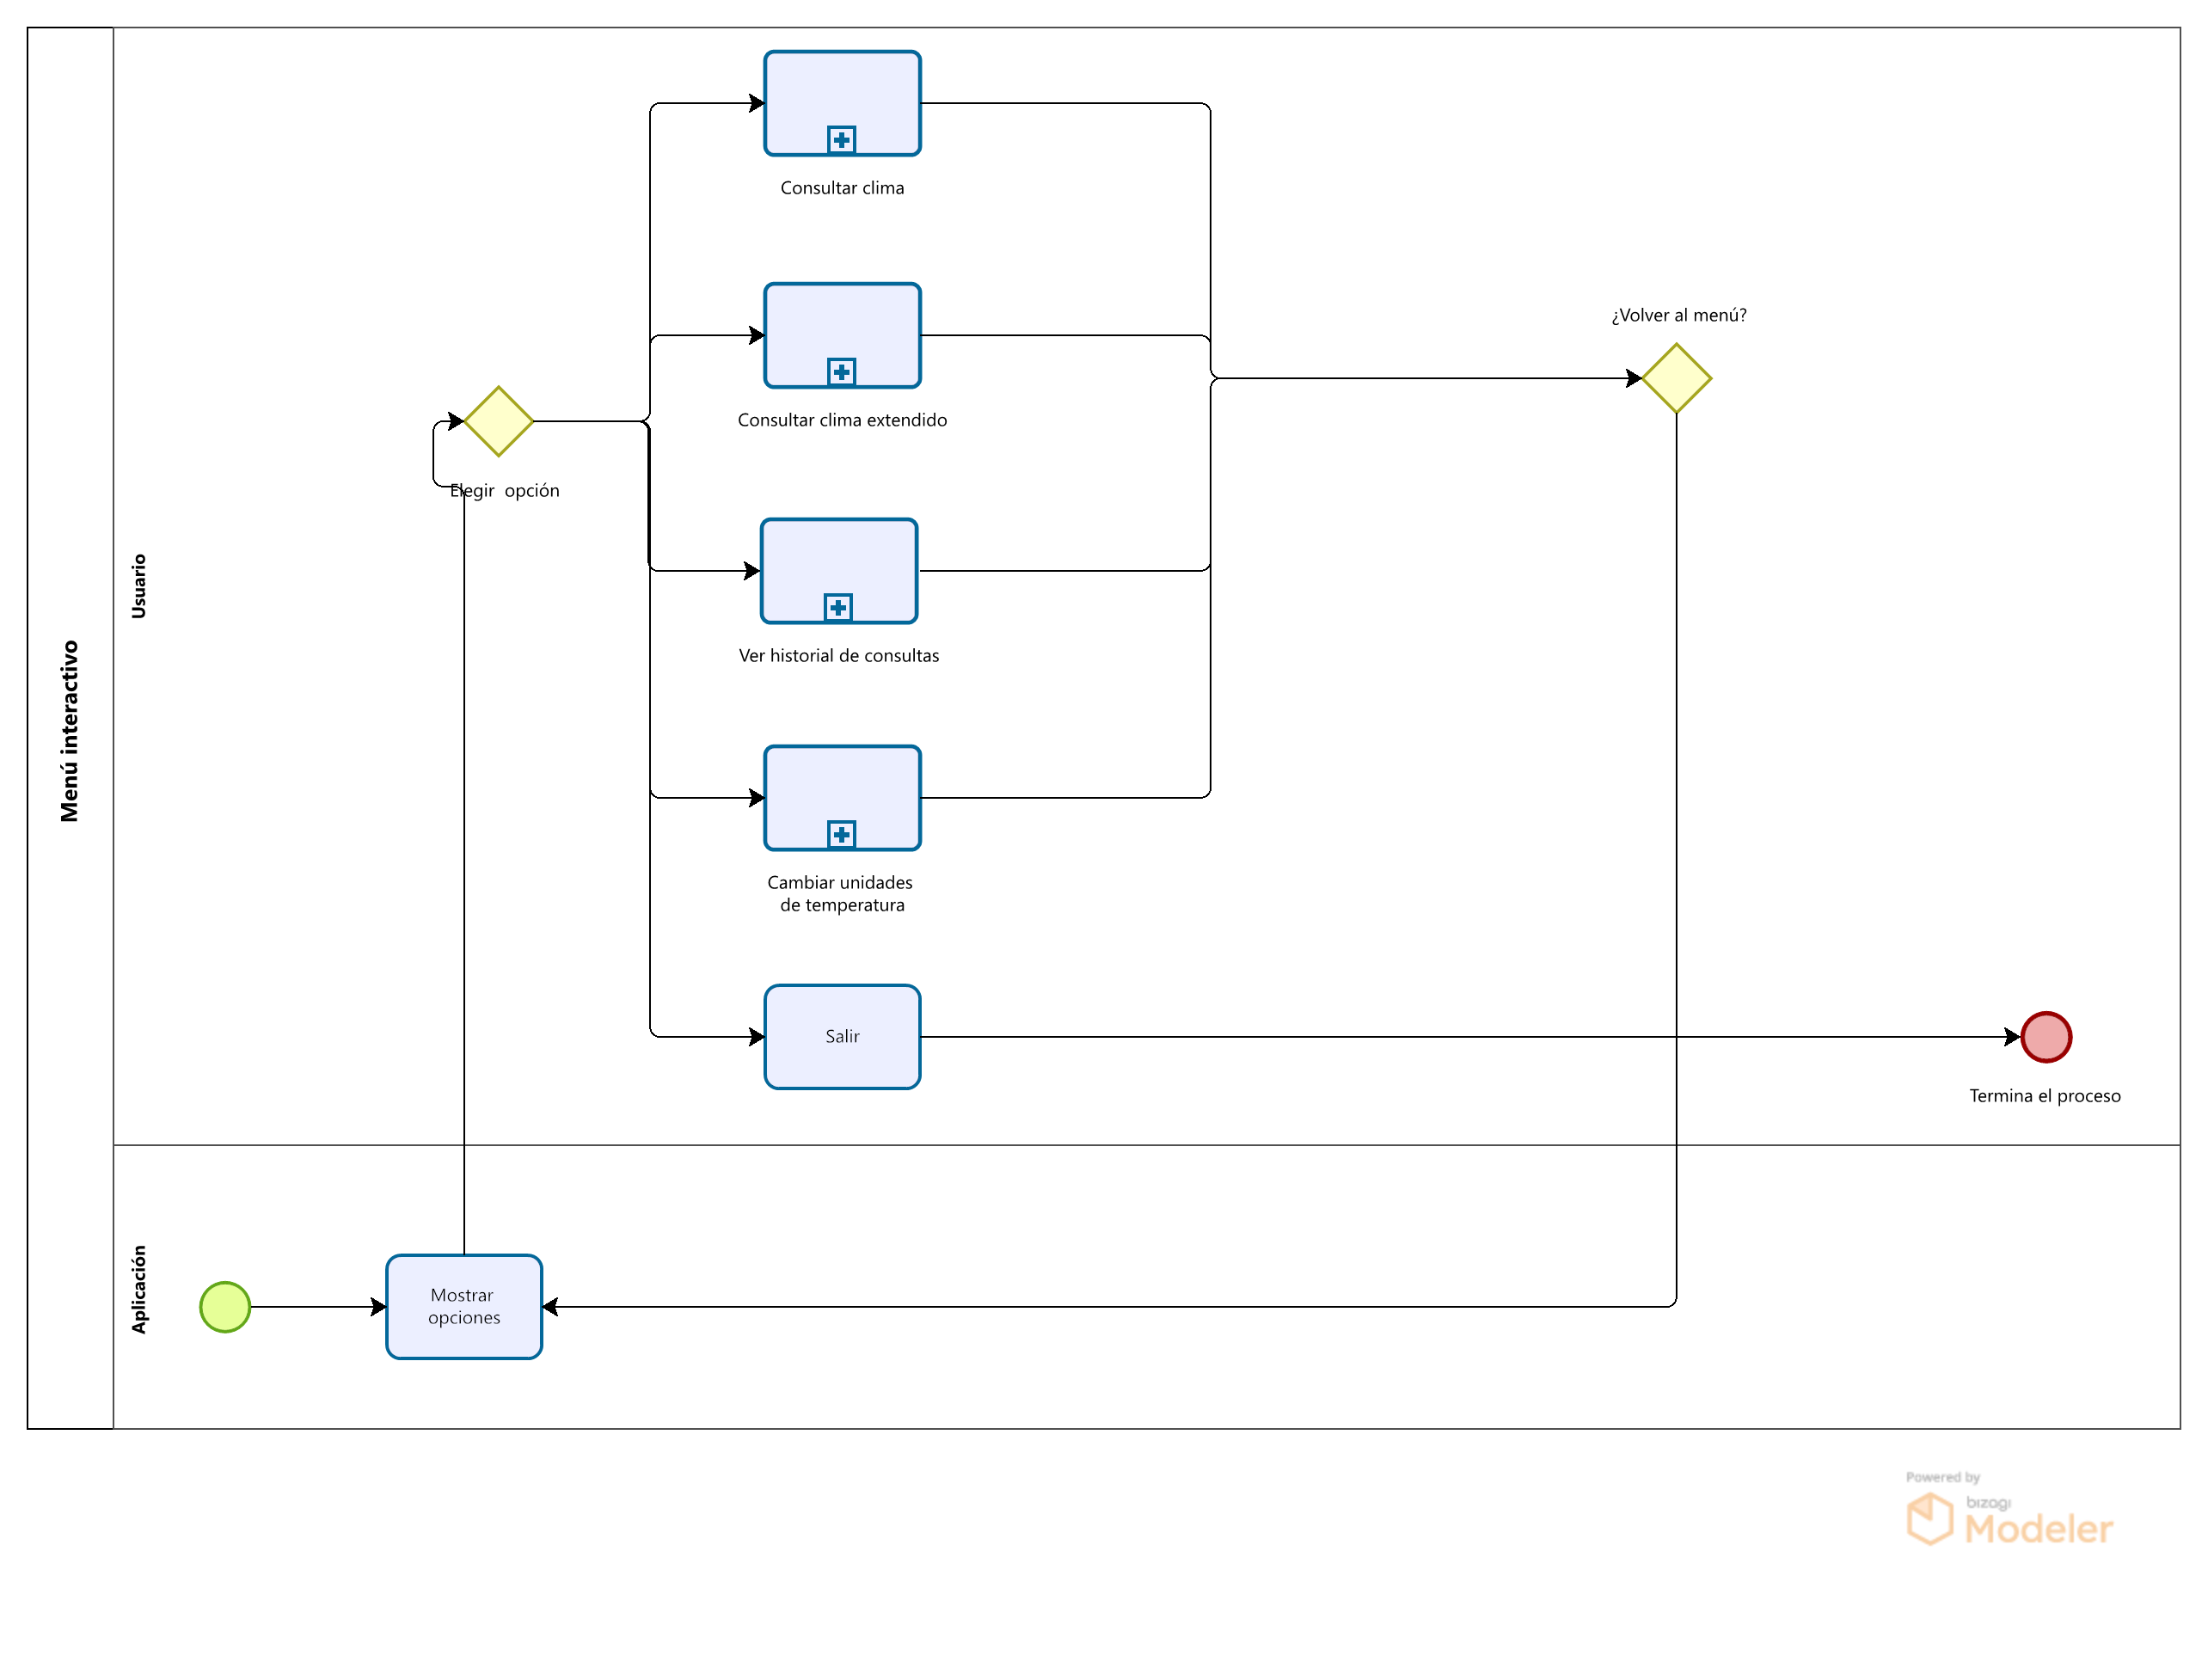 Menú interactivo
Usuario
Consultar clima
Consultar clima extendido
¿Volver al menú?
Elegir  opción
Ver historial de consultas
Cambiar unidades
de temperatura
Salir
Termina el proceso
Aplicación
Mostrar
opciones
Powered by
bizagi
Modeler